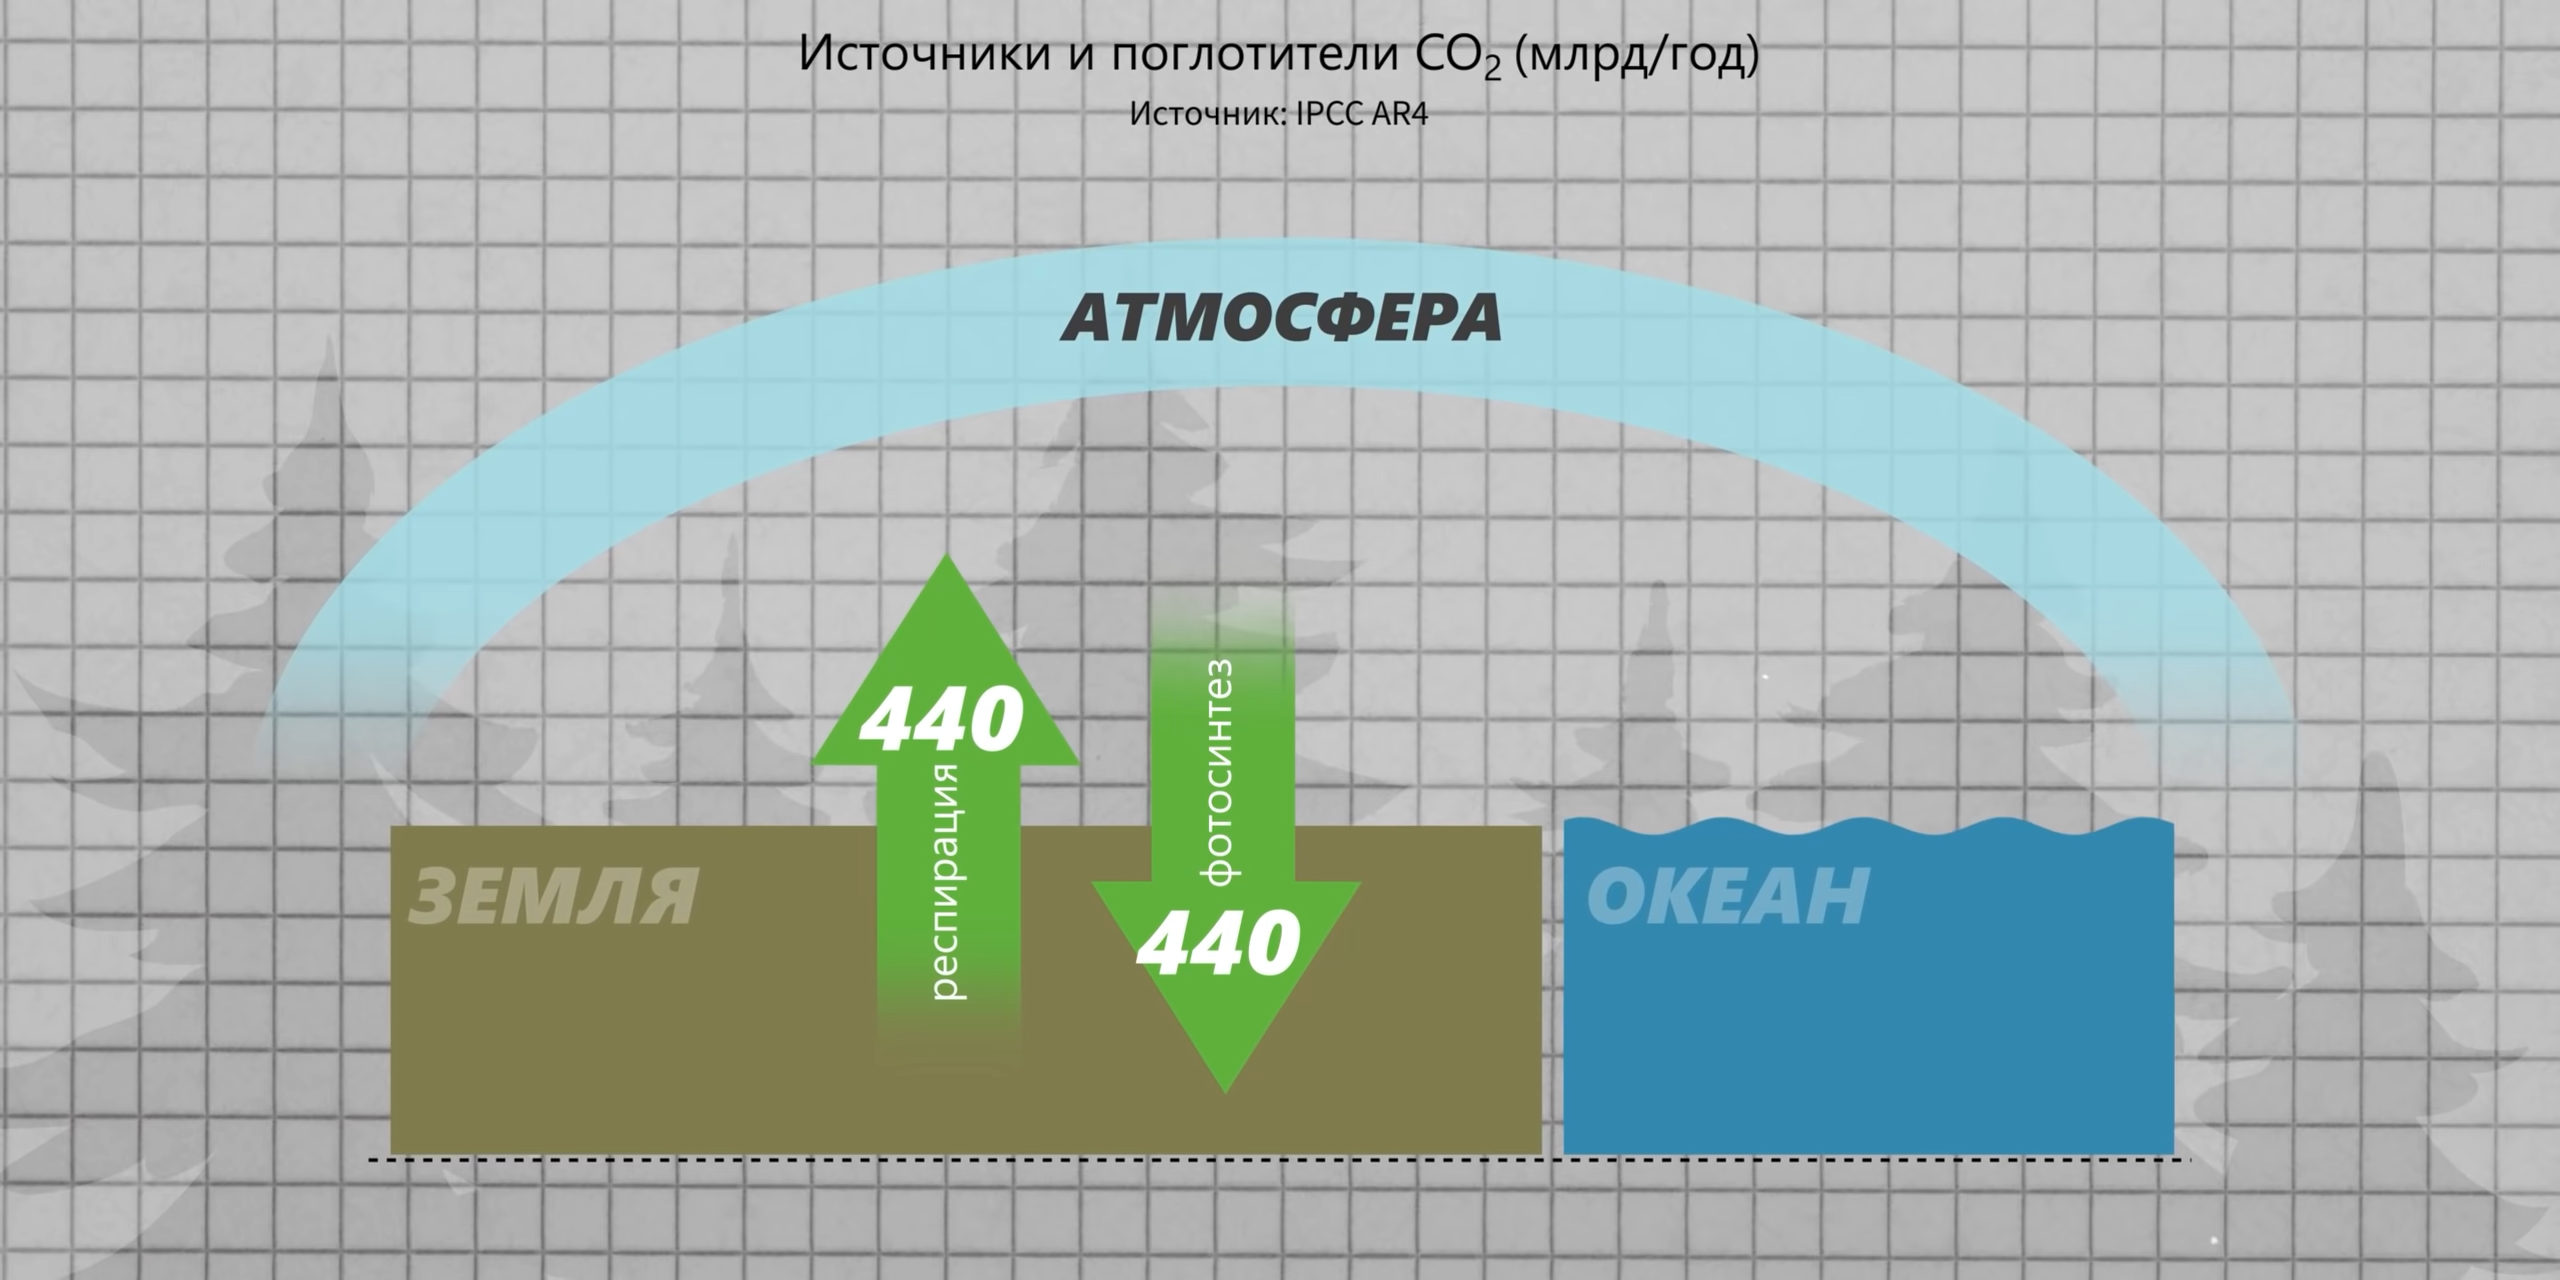 Источники и поглотители CO₂ (млрд/год)
Источник: IPCC AR4
АТМОСФЕРА
440
респирация
фотосинтез
440
ЗЕМЛЯ
ОКЕАН